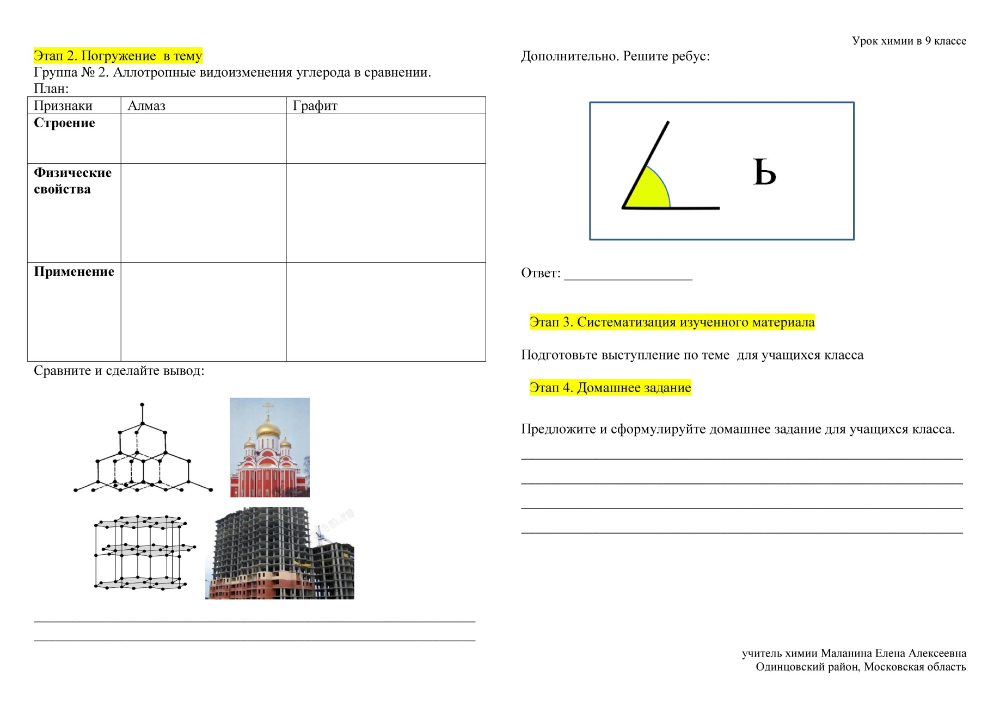 Этап 2. Погружение  в тему
Группа № 2. Аллотропные видоизменения углерода в сравнении.
План:
Признаки Алмаз Графит
Строение
Физические
свойства
Применение
Сравните и сделайте вывод:
Урок химии в 9 классе
Дополнительно. Решите ребус:
Ь
Ответ: __________________
Этап 3. Систематизация изученного материала
Подготовьте выступление по теме  для учащихся класса
Этап 4. Домашнее задание
Предложите и сформулируйте домашнее задание для учащихся класса.
учитель химии Маланина Елена Алексеевна
Одинцовский район, Московская область